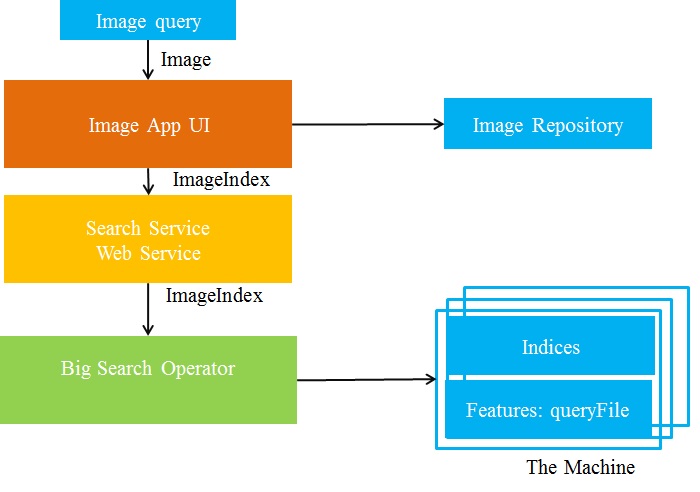 Image query
Image
Image App UI
Image Repository
ImageIndex
Search Service
Web Service
ImageIndex
Big Search Operator
Indices
Features: queryFile
The Machine